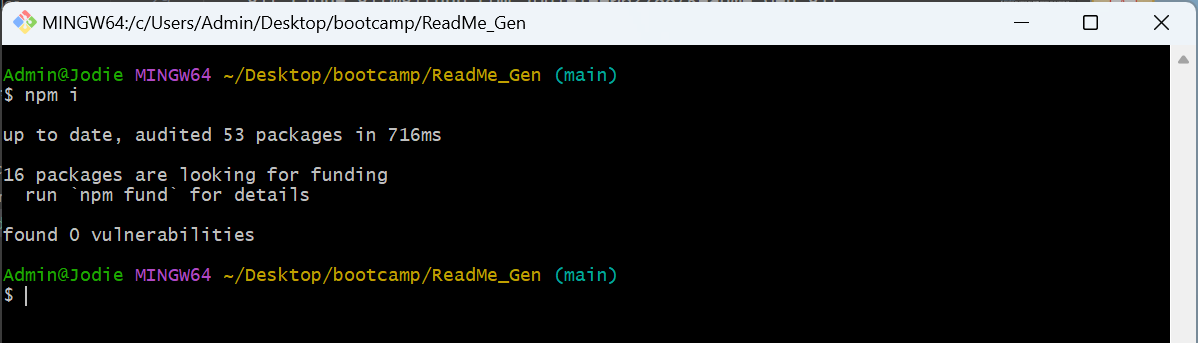 MINGW64:/c/Users/Admin/Desktop/bootcamp/ReadMe_Gen
Admin@Jodie MINGW64 ~/Desktop/bootcamp/ReadMe_Gen (main)
$ npm i
up to date, audited 53 packages in 716ms
16 packages are looking for funding
  run `npm fund` for details
found 0 vulnerabilities
Admin@Jodie MINGW64 ~/Desktop/bootcamp/ReadMe_Gen (main)
$